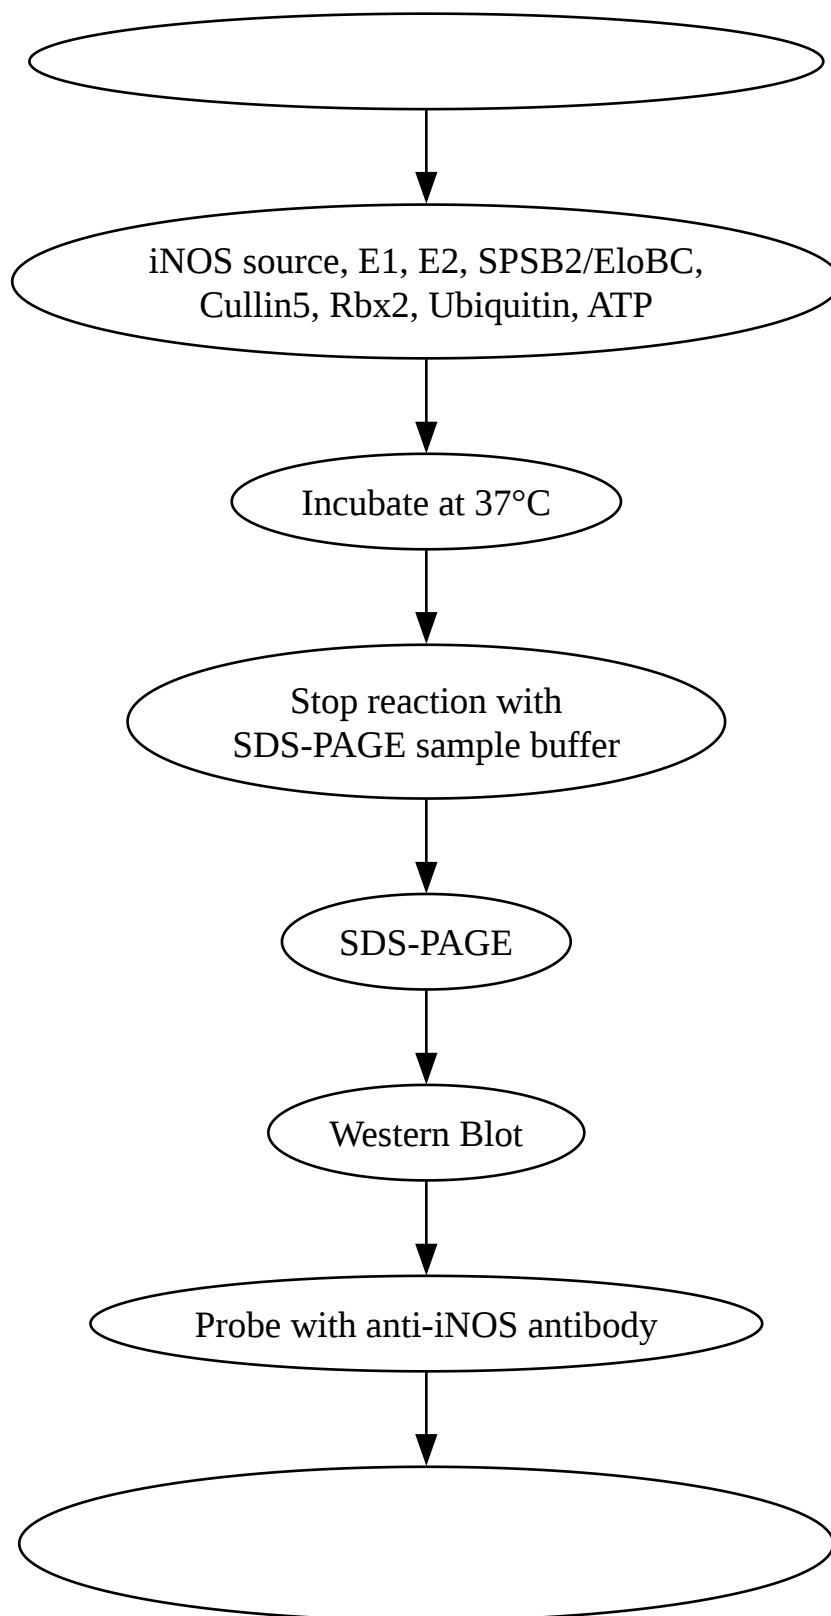 iNOS source, E1, E2, SPSB2/EloBC,
Cullin5, Rbx2, Ubiquitin, ATP
Incubate at 37°C
Stop reaction with
SDS-PAGE sample buffer
SDS-PAGE
Western Blot
Probe with anti-iNOS antibody